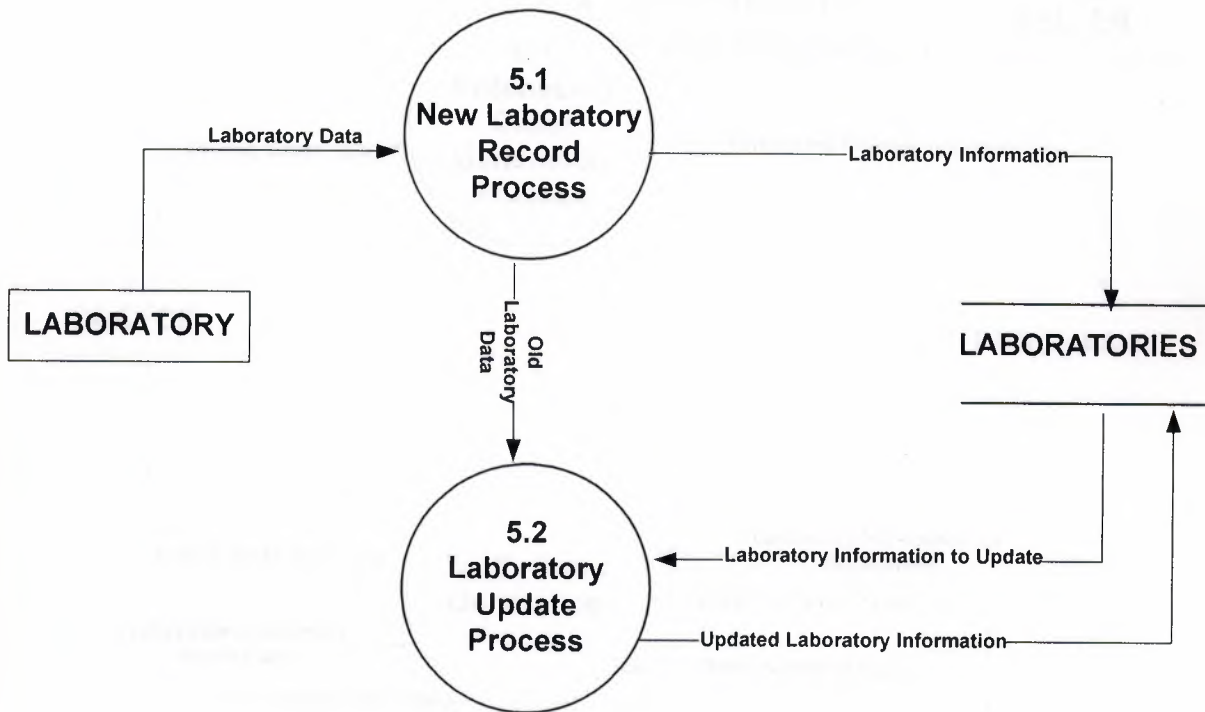 5.1
New Laboratory
Record
Process
Laboratory Data
Laboratory Information
LABORATORY
Old
Laboratory
Data
LABORATORIES
5.2
Laboratory
Update
Process
Laboratory Information to Update
Updated Laboratory Information